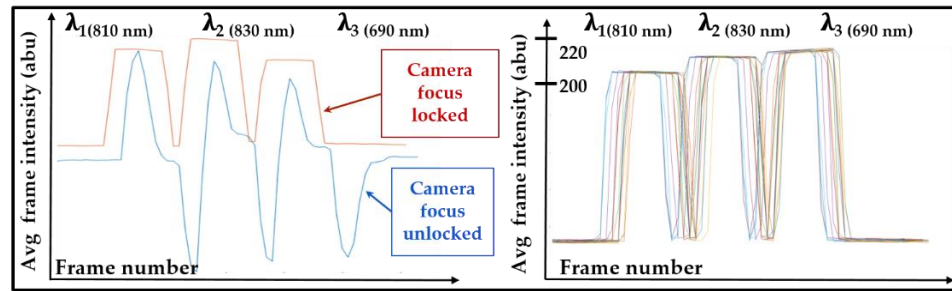 Avg frame intensity (abu)
λ1(810 nm) λ2 (830 nm) λ3 (690 nm)
Camera
focus
locked
Camera
focus
unlocked
Frame number
Avg frame intensity (abu)
λ1(810 nm) λ2 (830 nm) λ3 (690 nm)
220
200
Frame number